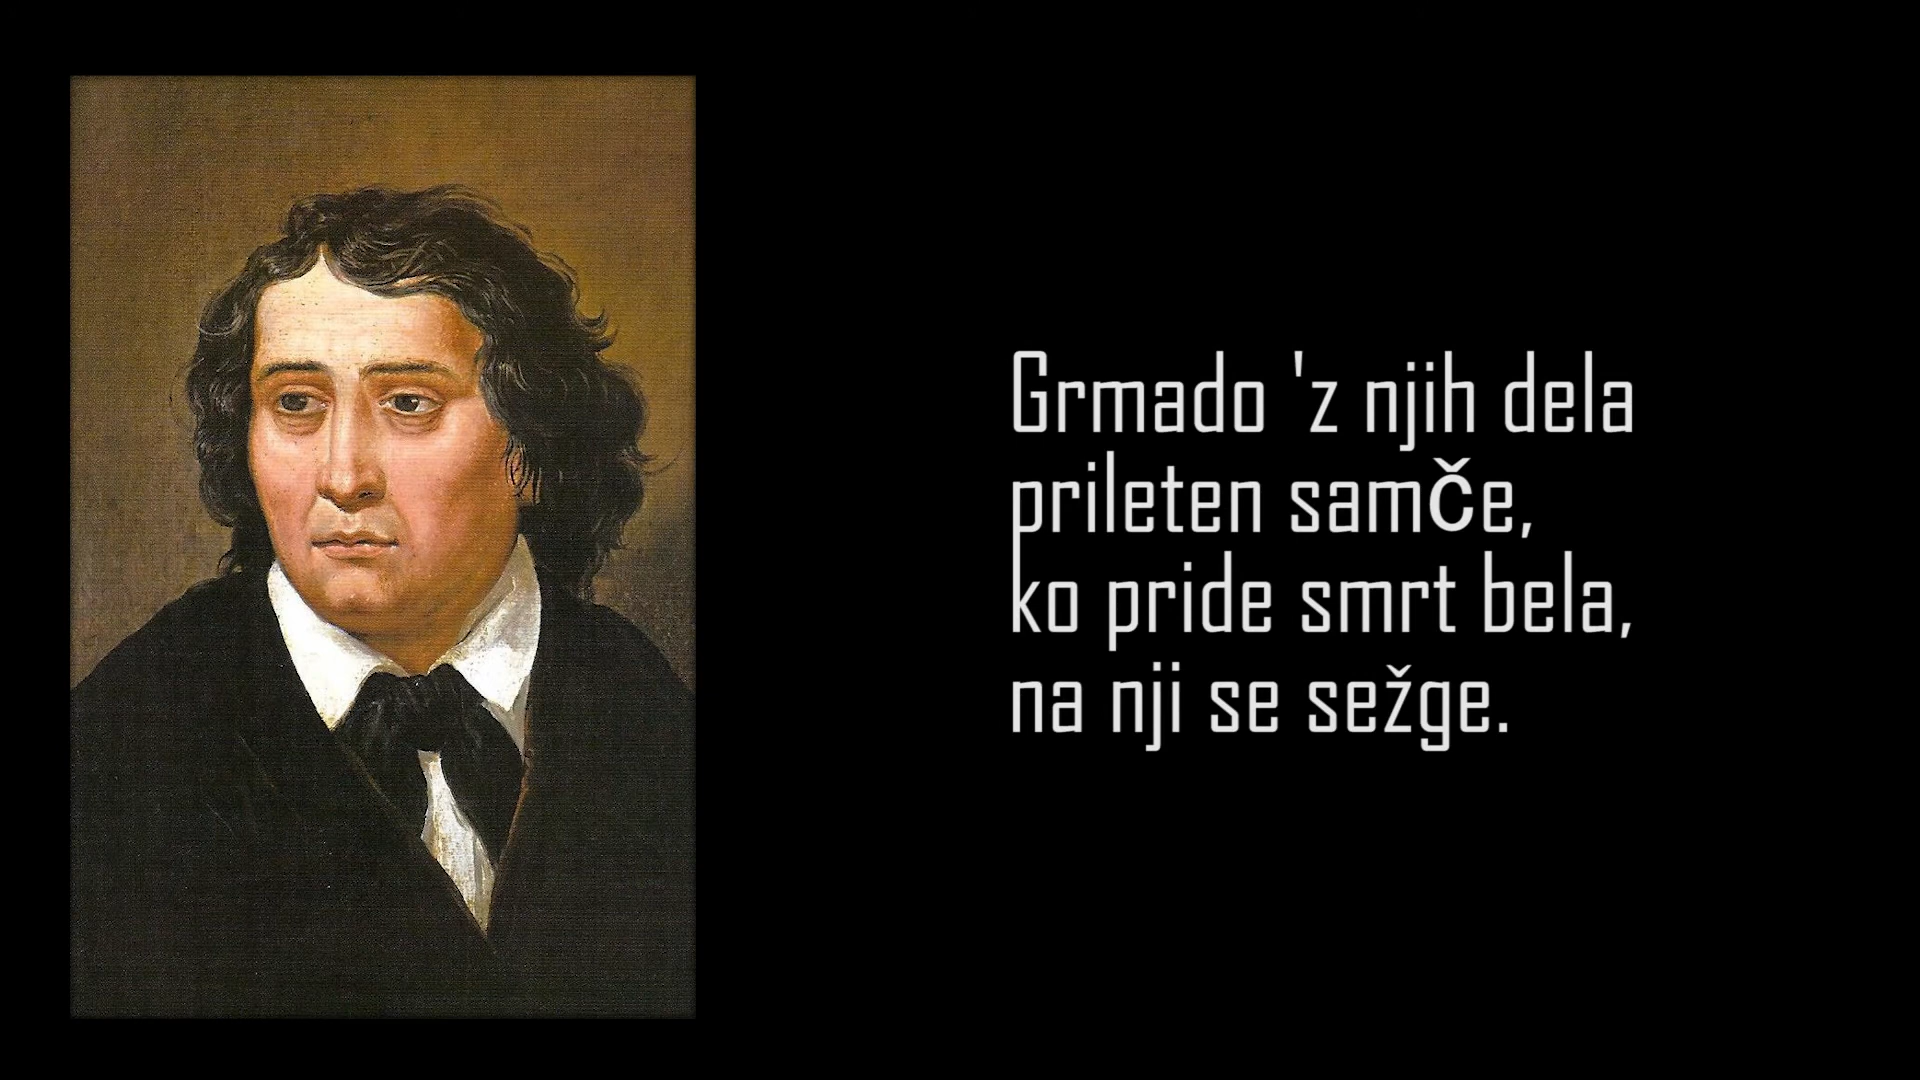 Grmado 'z njih dela
prileten samče,
ko pride smrt bela,
na nji se sežge.